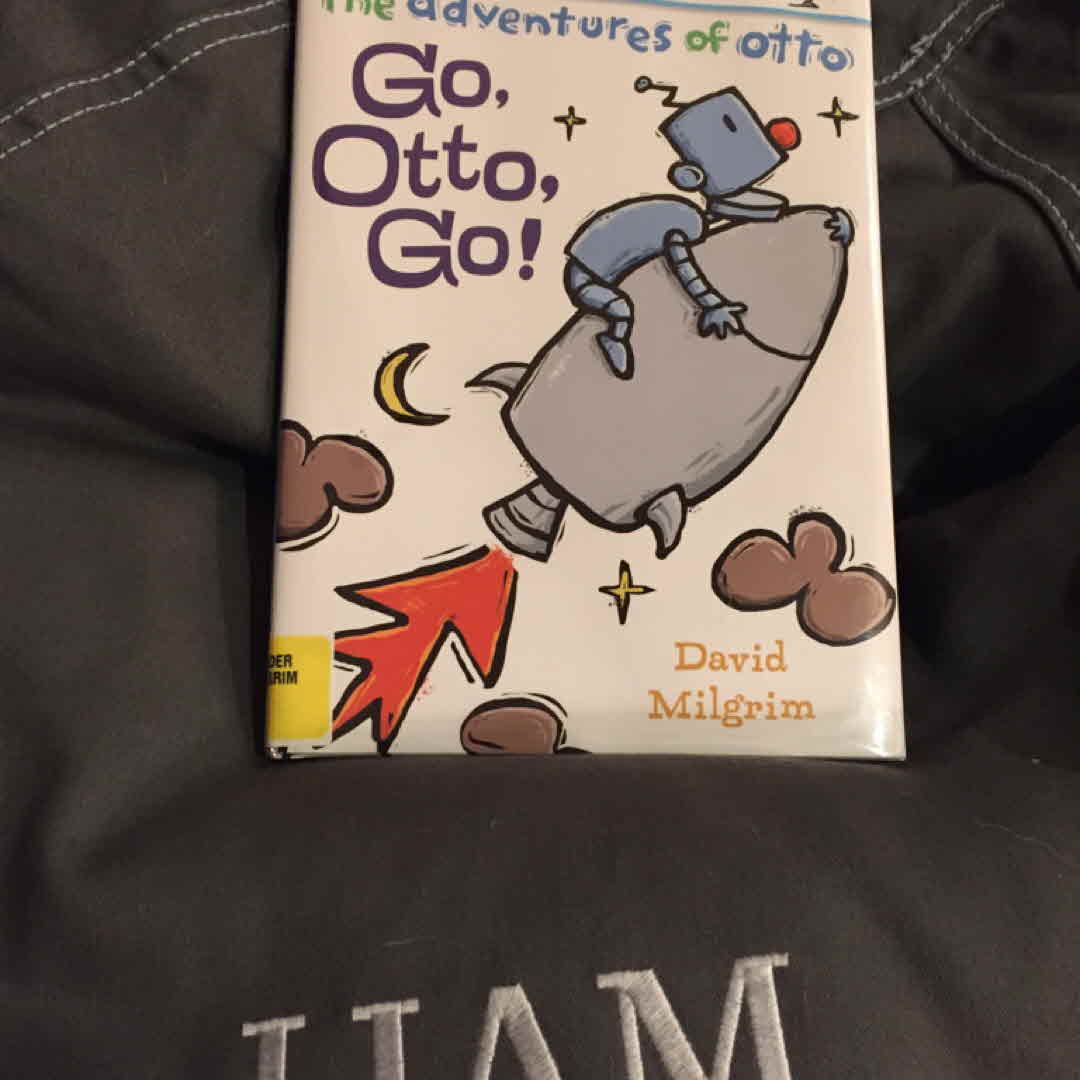 The adventures of otto
Go,
Otto,
Go!
David
Milgrim